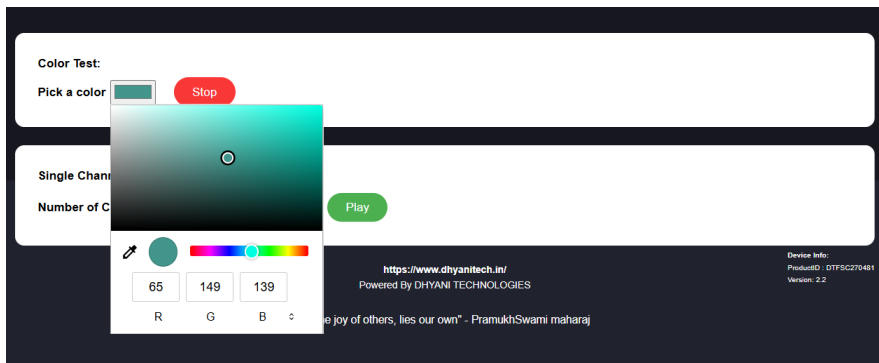 Color Test:
Pick a color
Stop
Single Chann
Number of C
Play
65 149 139
R G B
https://www.dhyanitech.in/
Powered By DHYANI TECHNOLOGIES
Device Info:
ProductID : DTFSC270481
Version: 2.2
e joy of others, lies our own" - PramukhSwami maharaj